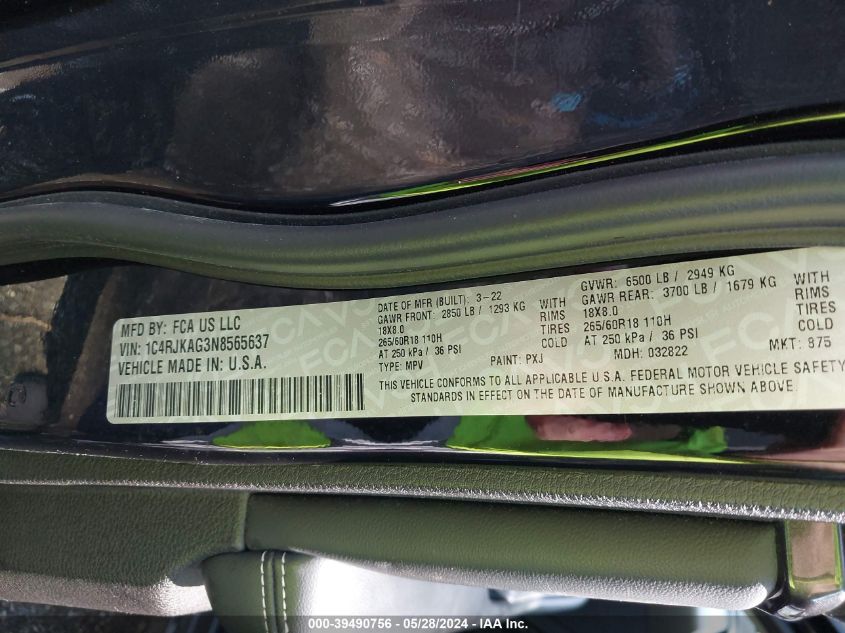 MFD BY: FCA US LLC
VIN: 1C4RJKAG3N8565637
VEHICLE MADE IN: U.S.A.
DATE OF MFR (BUILT): 3-22
GAWR FRONT: 2850 LB / 1293 KG WITH
18X8.0 RIMS
265/60R18 110H TIRES
AT 250 kPa / 36 PSI COLD
TYPE: MPV
PAINT: PXJ
GVWR: 6500 LB / 2949 KG
GAWR REAR: 3700 LB / 1679 KG WITH
18X8.0 RIMS
265/60R18 110H TIRES
AT 250 kPa / 36 PSI COLD
MDH: 032822
MKT: 975
THIS VEHICLE CONFORMS TO ALL APPLICABLE U.S.A. FEDERAL MOTOR VEHICLE SAFETY
STANDARDS IN EFFECT ON THE DATE OF MANUFACTURE SHOWN ABOVE.
000-39490756 - 05/28/2024 - IAA Inc.